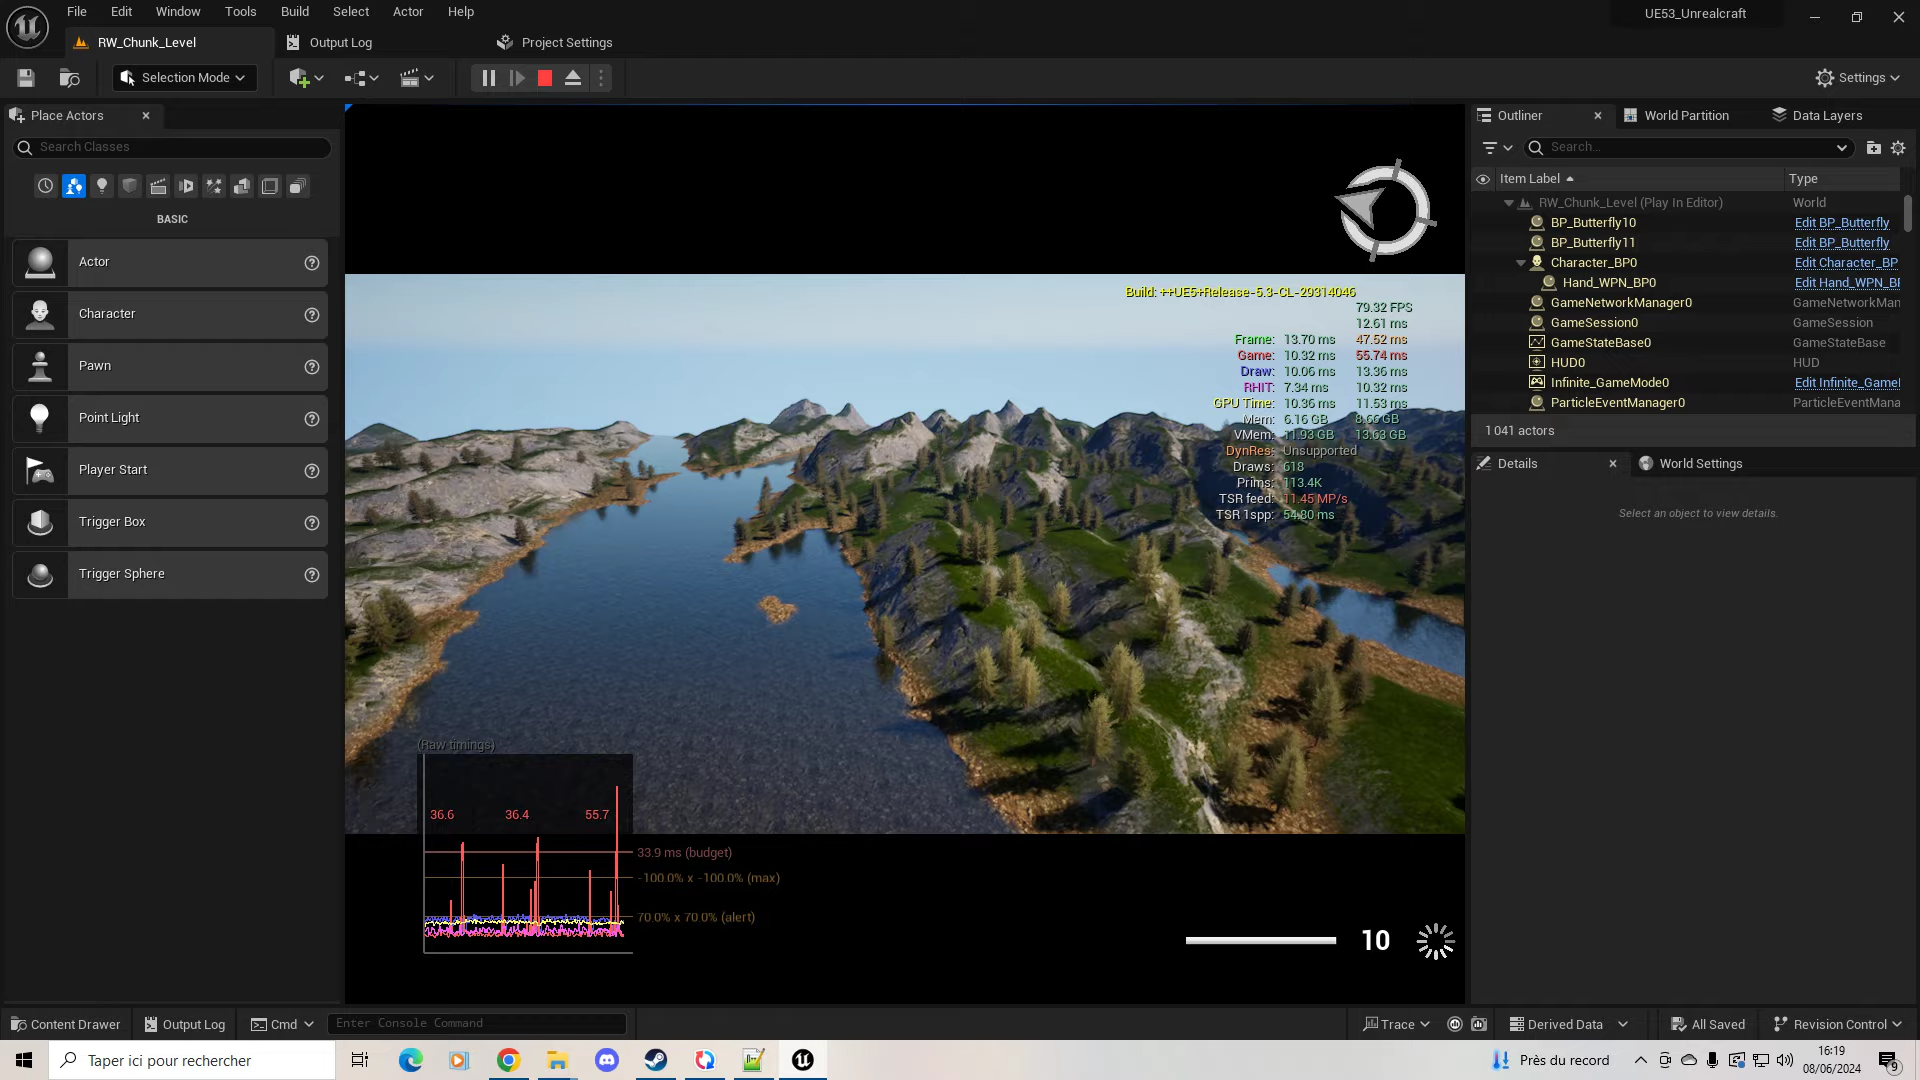 File Edit Window Tools Build Select Actor Help
UE53_Unrealcraft
RW_Chunk_Level
Output Log
Project Settings
Selection Mode
Settings
Place Actors
Search Classes
BASIC
Actor
Character
Pawn
Point Light
Player Start
Trigger Box
Trigger Sphere
Build: ++UE5+Release-5.3-CL-29314046
79.32 FPS
12.61 ms
Frame: 13.70 ms 47.52 ms
Game: 10.32 ms 55.74 ms
Draw: 10.06 ms 13.36 ms
RHIT: 7.34 ms 10.32 ms
GPU Time: 10.36 ms 11.53 ms
Mem: 6.16 GB 8.66 GB
VMem: 11.93 GB 13.63 GB
DynRes: Unsupported
Draws: 618
Prims: 113.4K
TSR feed: 11.45 MP/s
TSR 1spp: 54.80 ms
(Raw timings)
36.6 36.4 55.7
33.9 ms (budget)
-100.0% x -100.0% (max)
70.0% x 70.0% (alert)
10
Outliner
World Partition
Data Layers
Search...
Item Label Type
RW_Chunk_Level (Play In Editor) World
BP_Butterfly10 Edit BP_Butterfly
BP_Butterfly11 Edit BP_Butterfly
Character_BP0 Edit Character_BP
Hand_WPN_BP0 Edit Hand_WPN_BF
GameNetworkManager0 GameNetworkMan
GameSession0 GameSession
GameStateBase0 GameStateBase
HUD0 HUD
Infinite_GameMode0 Edit Infinite_Gamel
ParticleEventManager0 ParticleEventMana
1 041 actors
Details
World Settings
Select an object to view details.
Content Drawer
Output Log
Cmd
Enter Console Command
Trace
Derived Data
All Saved
Revision Control
Taper ici pour rechercher
Près du record
16:19
08/06/2024
9